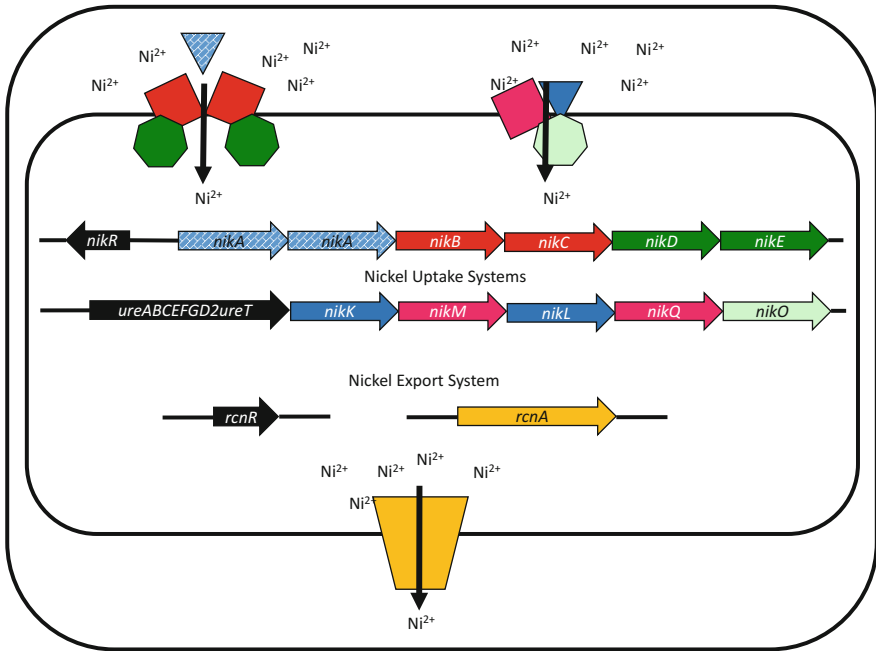 Ni²⁺ Ni²⁺ Ni²⁺ Ni²⁺ Ni²⁺
Ni²⁺
Ni²⁺ Ni²⁺ Ni²⁺ Ni²⁺ Ni²⁺
Ni²⁺
nikR nikA nikA nikB nikC nikD nikE
Nickel Uptake Systems
ureABCEFGD2ureT nikK nikM nikL nikQ nikO
Nickel Export System
rcnR rcnA
Ni²⁺ Ni²⁺ Ni²⁺ Ni²⁺
Ni²⁺
Ni²⁺